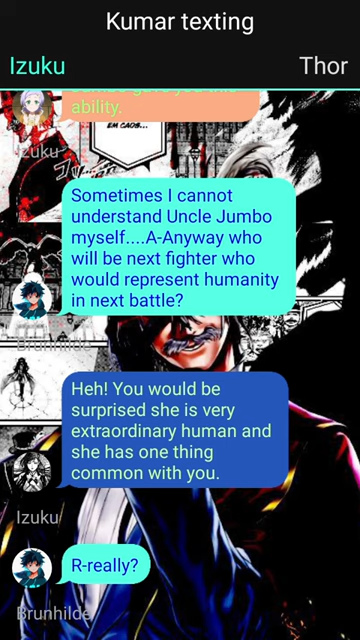 Kumar texting
Izuku
Thor
ability.
Izuku
EM CAOS...
Sometimes I cannot
understand Uncle Jumbo
myself....A-Anyway who
will be next fighter who
would represent humanity
in next battle?
Brunhilde
Heh! You would be
surprised she is very
extraordinary human and
she has one thing
common with you.
Izuku
R-really?
Brunhilde